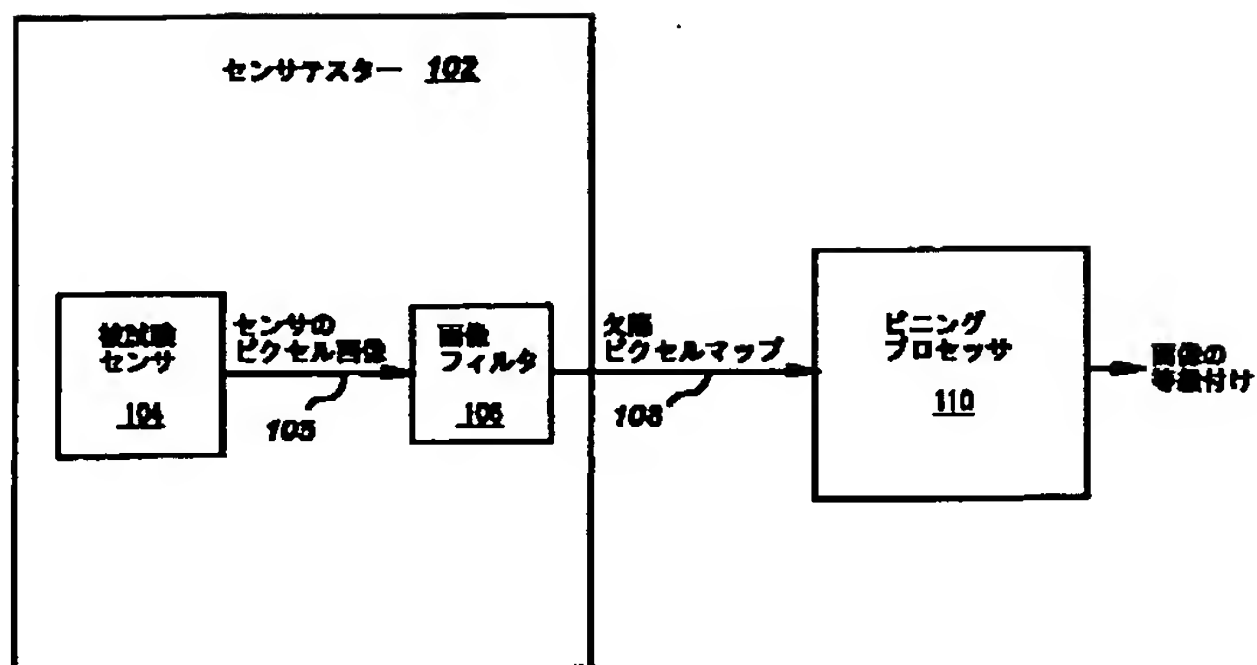 センサテスター 102
被試験
センサ
104
センサの
ピクセル画像
105
画像
フィルタ
106
欠陥
ピクセルマップ
108
ビニング
プロセッサ
110
画像の
等級付け